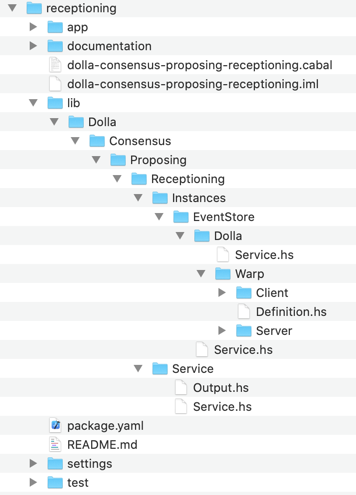 receptioning
app
documentation
dolla-consensus-proposing-receptioning.cabal
dolla-consensus-proposing-receptioning.iml
lib
Dolla
Consensus
Proposing
Receptioning
Instances
EventStore
Dolla
Service.hs
Warp
Client
Definition.hs
Server
Service.hs
Service
Output.hs
Service.hs
package.yaml
README.md
settings
test